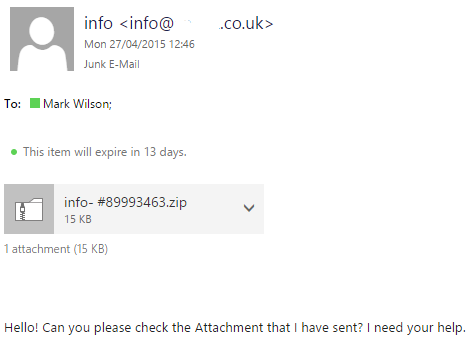 info <info@ .co.uk>
Mon 27/04/2015 12:46
Junk E-Mail
To: Mark Wilson;
This item will expire in 13 days.
info- #89993463.zip
15 KB
1 attachment (15 KB)
Hello! Can you please check the Attachment that I have sent? I need your help.